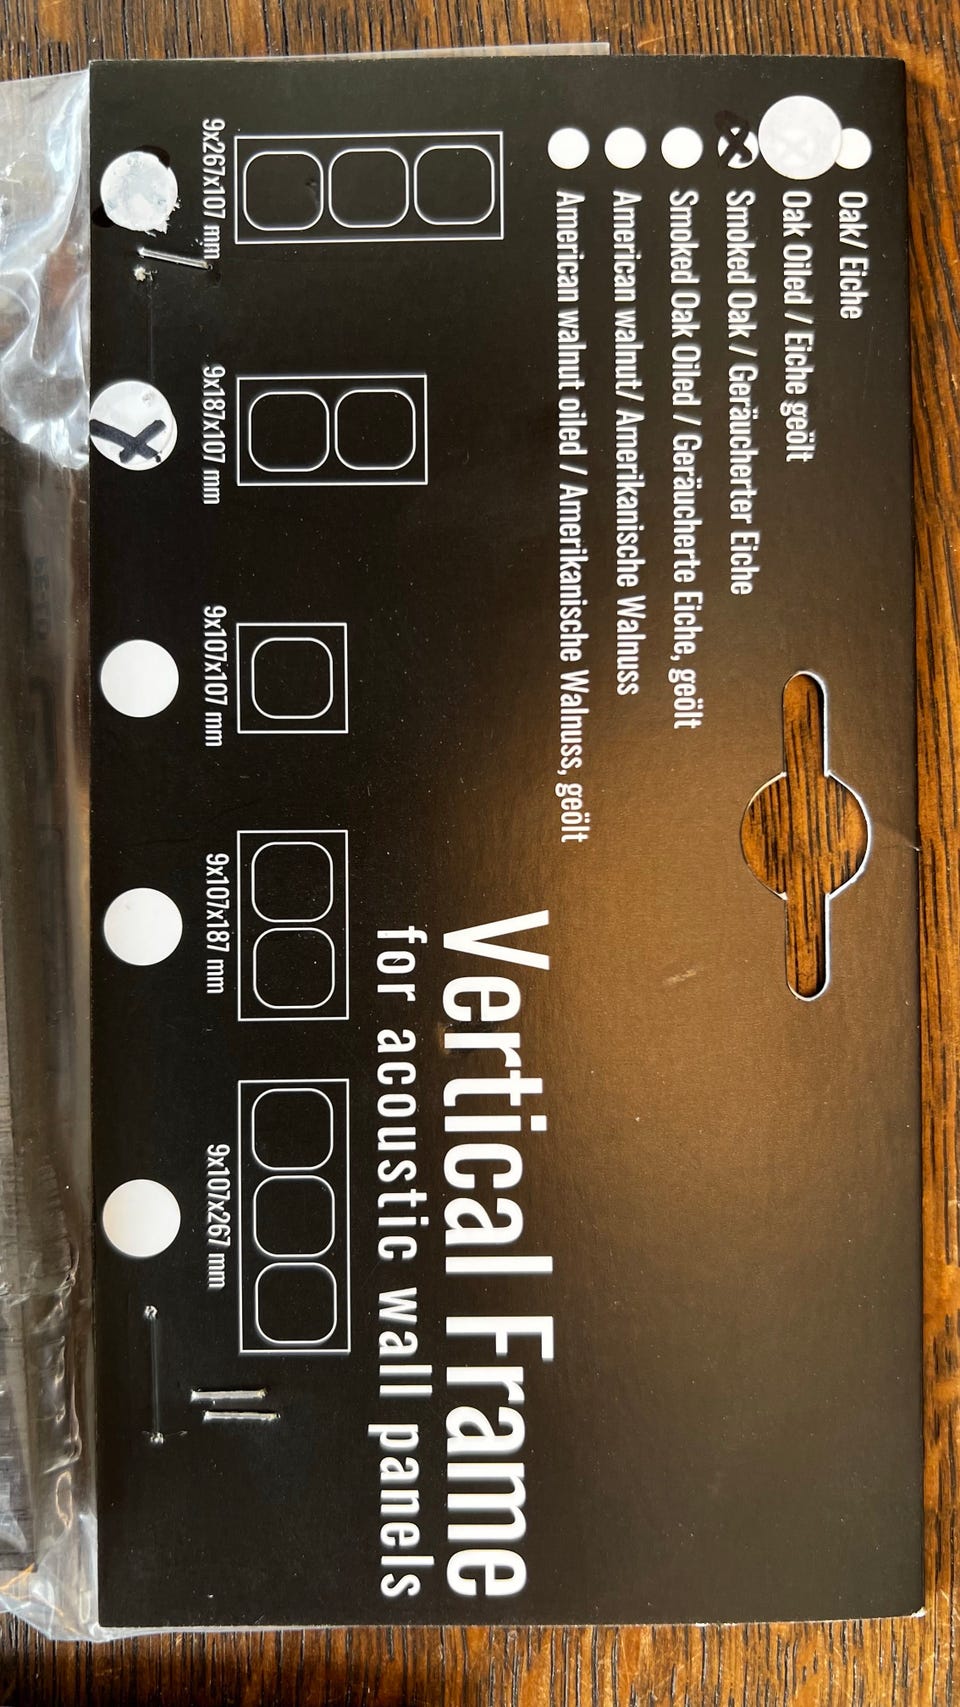 Oak/ Eiche
Oak Oiled / Eiche geölt
Smoked Oak / Geräucherter Eiche
Smoked Oak Oiled / Geräucherte Eiche, geölt
American walnut/ Amerikanische Walnuss
American walnut oiled / Amerikanische Walnuss, geölt
Vertical Frame
for acoustic wall panels
9x267x107 mm
9x187x107 mm
9x107x107 mm
9x107x187 mm
9x107x267 mm